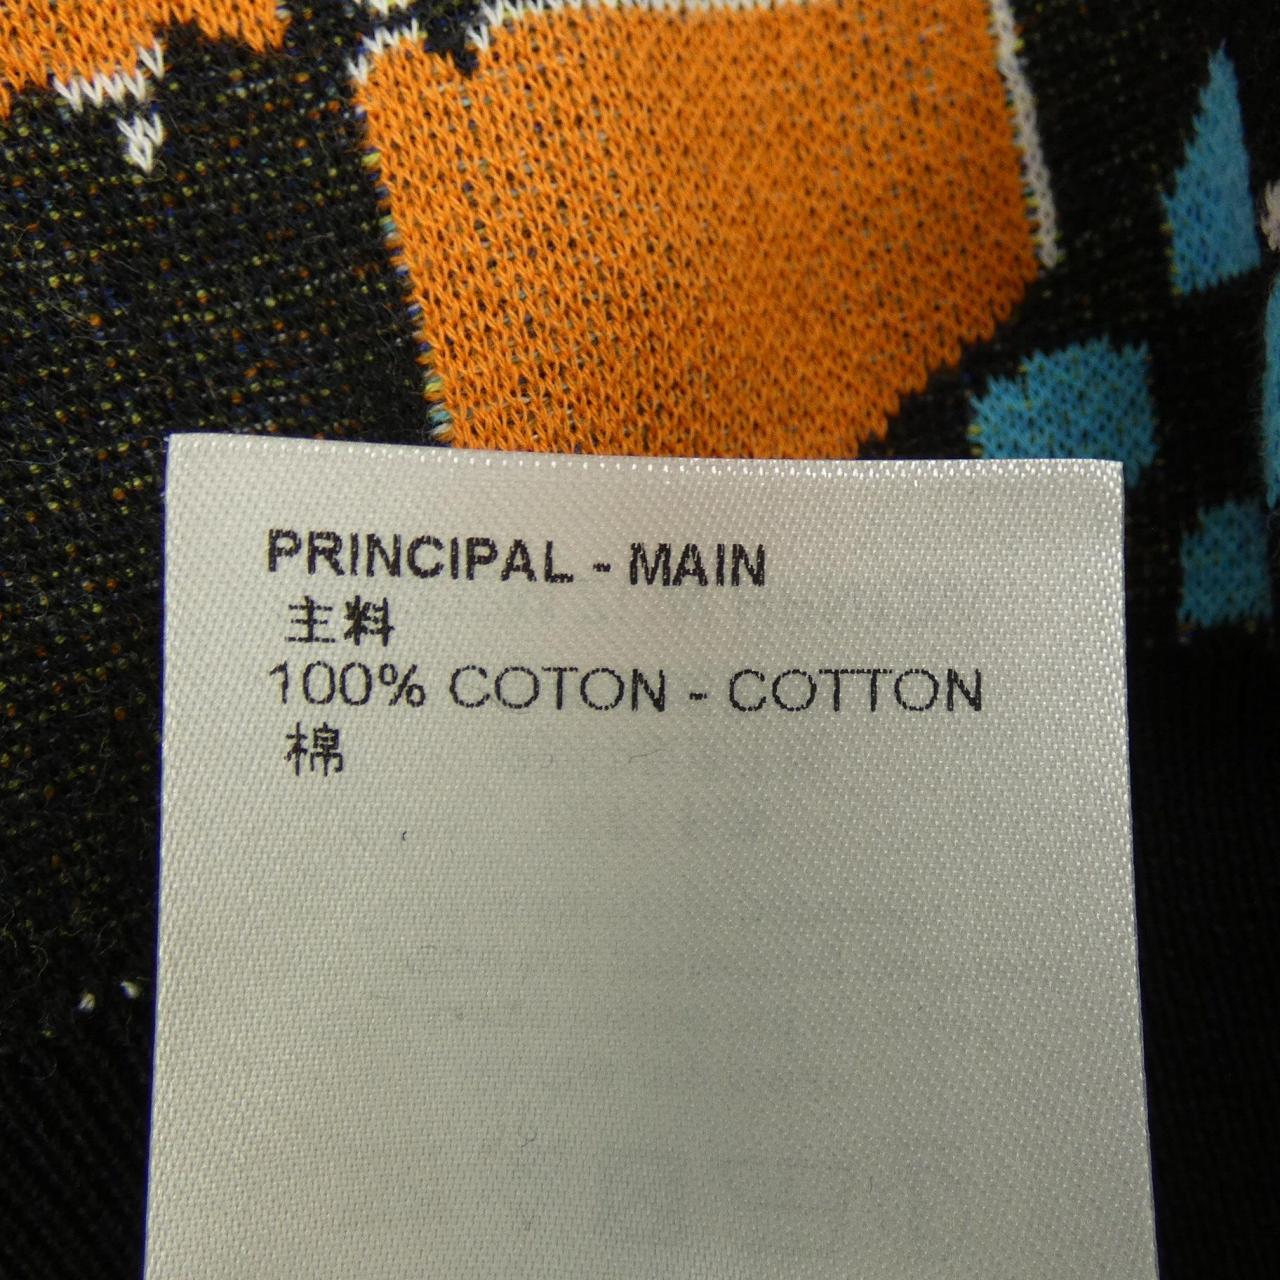 PRINCIPAL - MAIN
主料
100% COTON - COTTON
棉